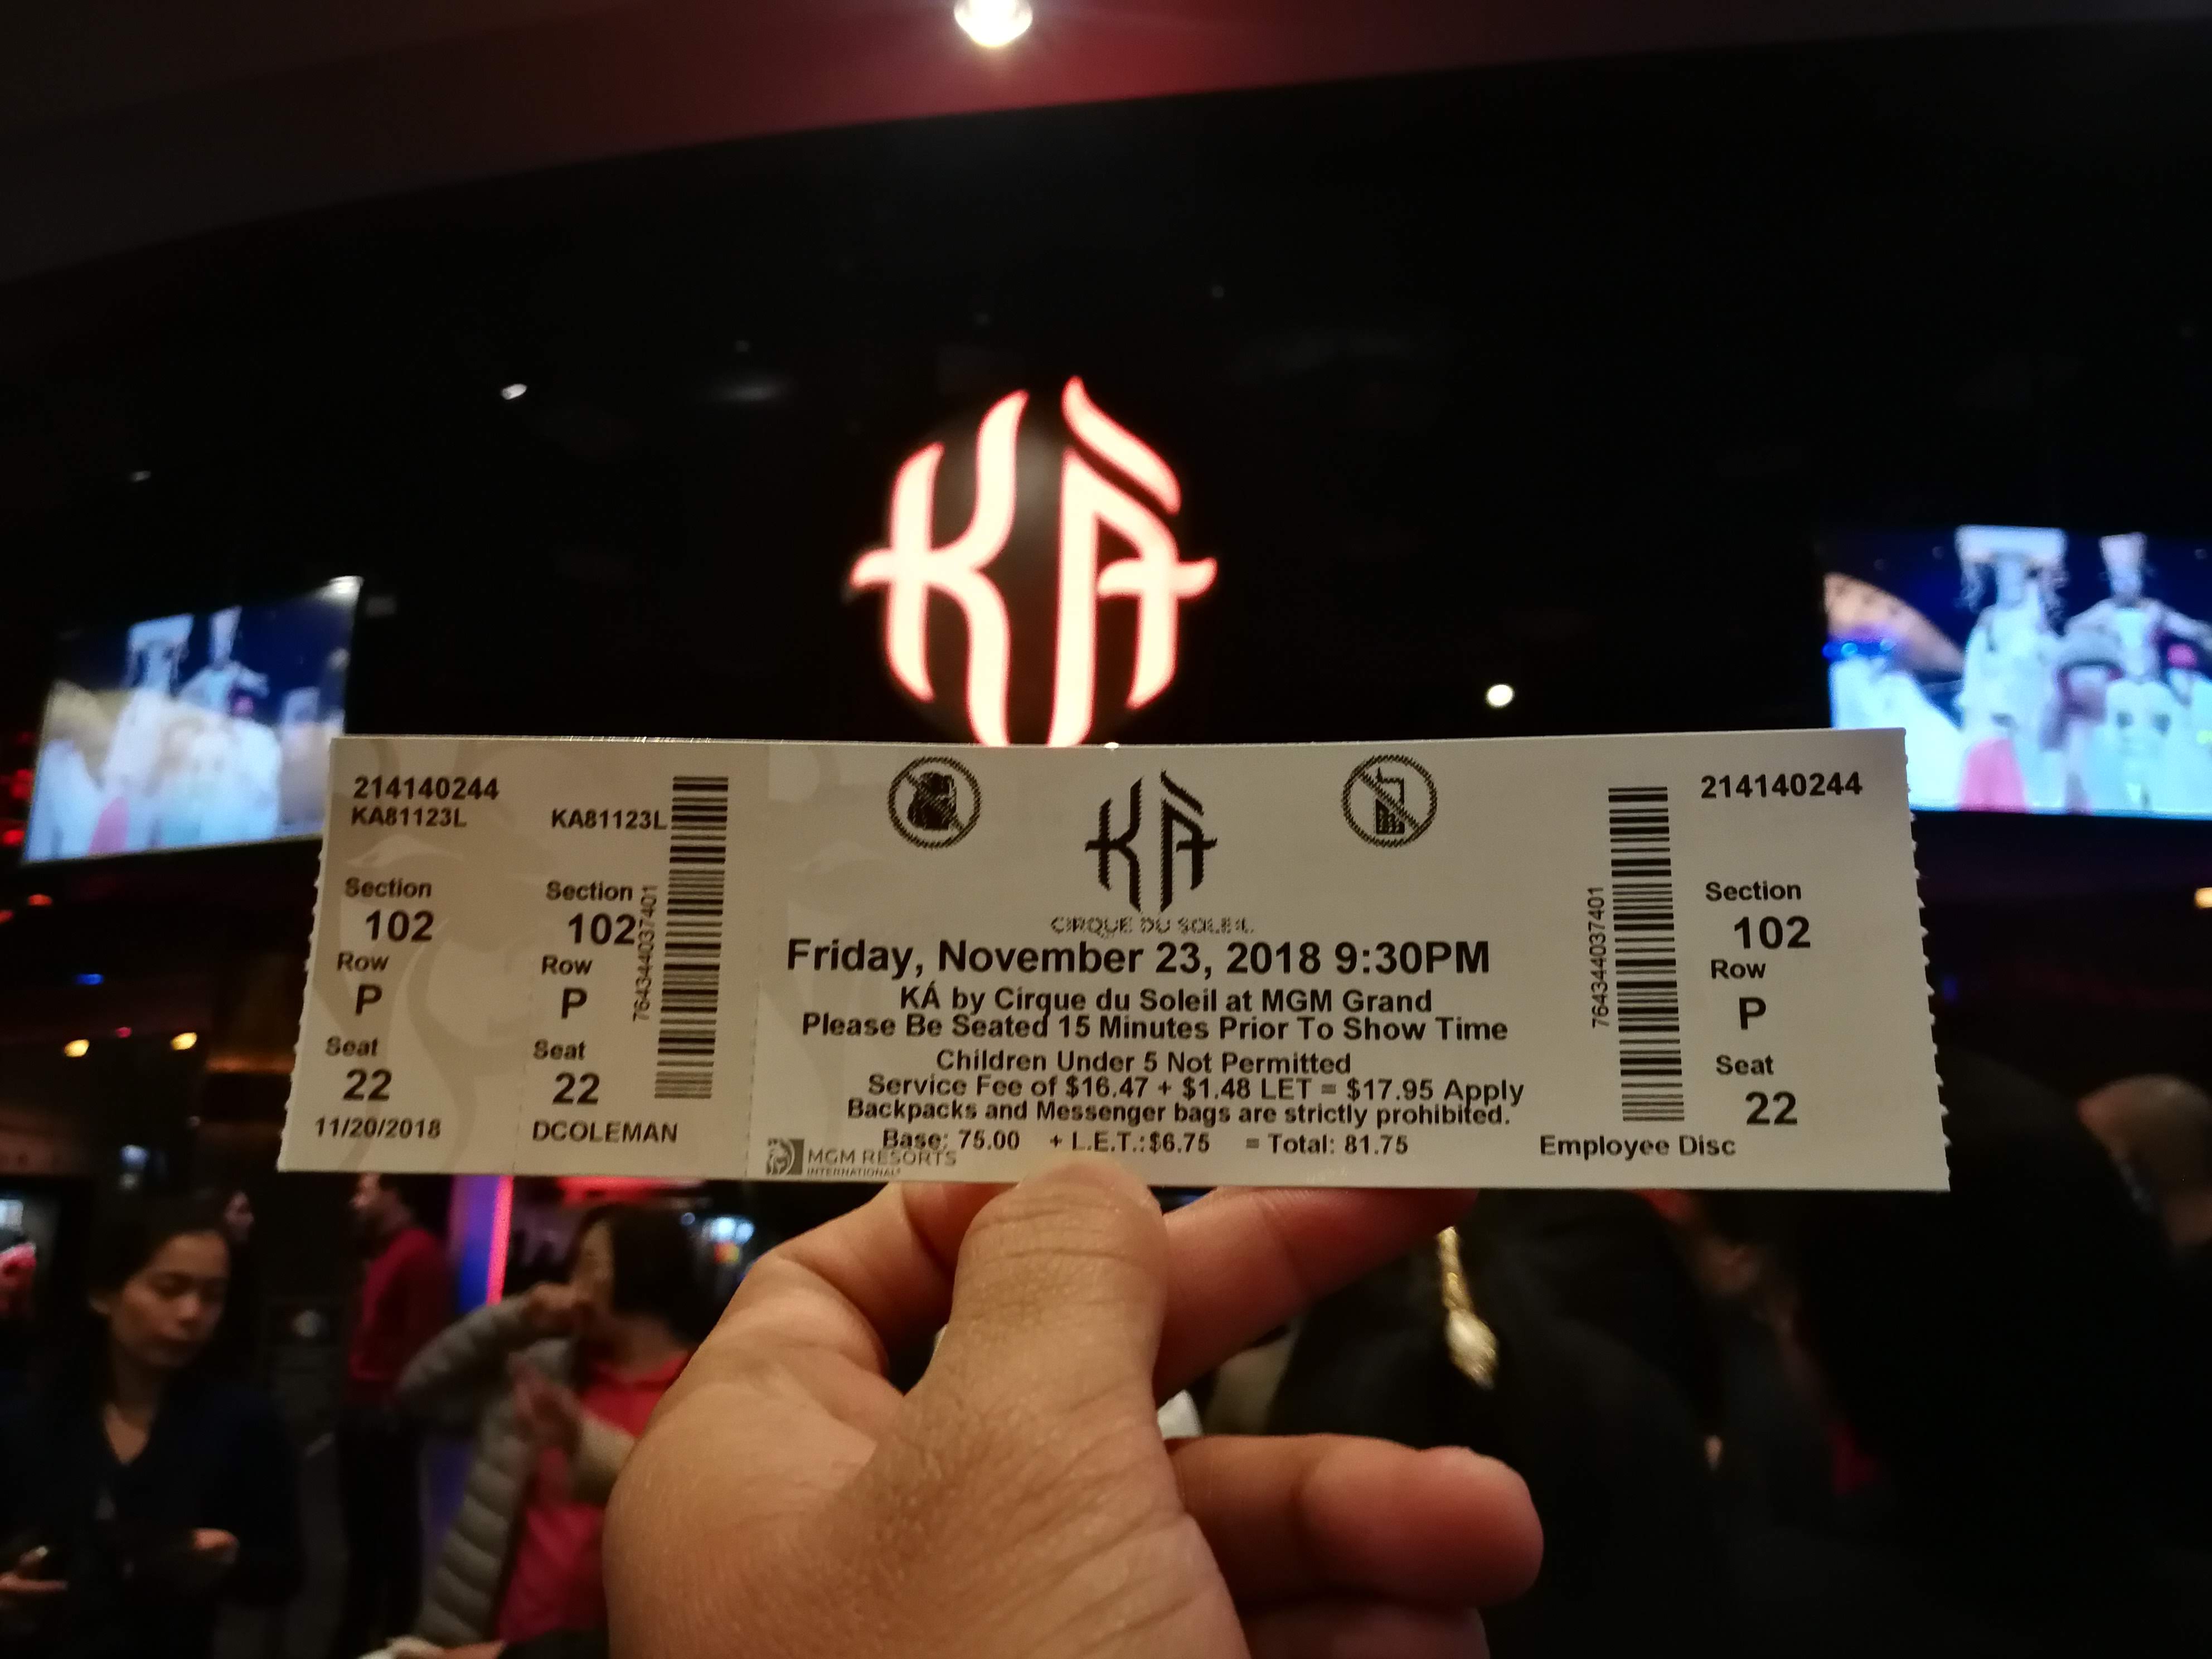 KÀ
214140244
KA81123L
Section
102
Row
P
Seat
22
11/20/2018
KA81123L
Section
102
Row
P
Seat
22
DCOLEMAN
764344037401
KÀ
CIRQUE DU SOLEIL
Friday, November 23, 2018 9:30PM
KÁ by Cirque du Soleil at MGM Grand
Please Be Seated 15 Minutes Prior To Show Time
Children Under 5 Not Permitted
Service Fee of $16.47 + $1.48 LET = $17.95 Apply
Backpacks and Messenger bags are strictly prohibited.
Base: 75.00 + L.E.T.:$6.75 = Total: 81.75
MGM RESORTS
INTERNATIONAL
764344037401
214140244
Section
102
Row
P
Seat
22
Employee Disc